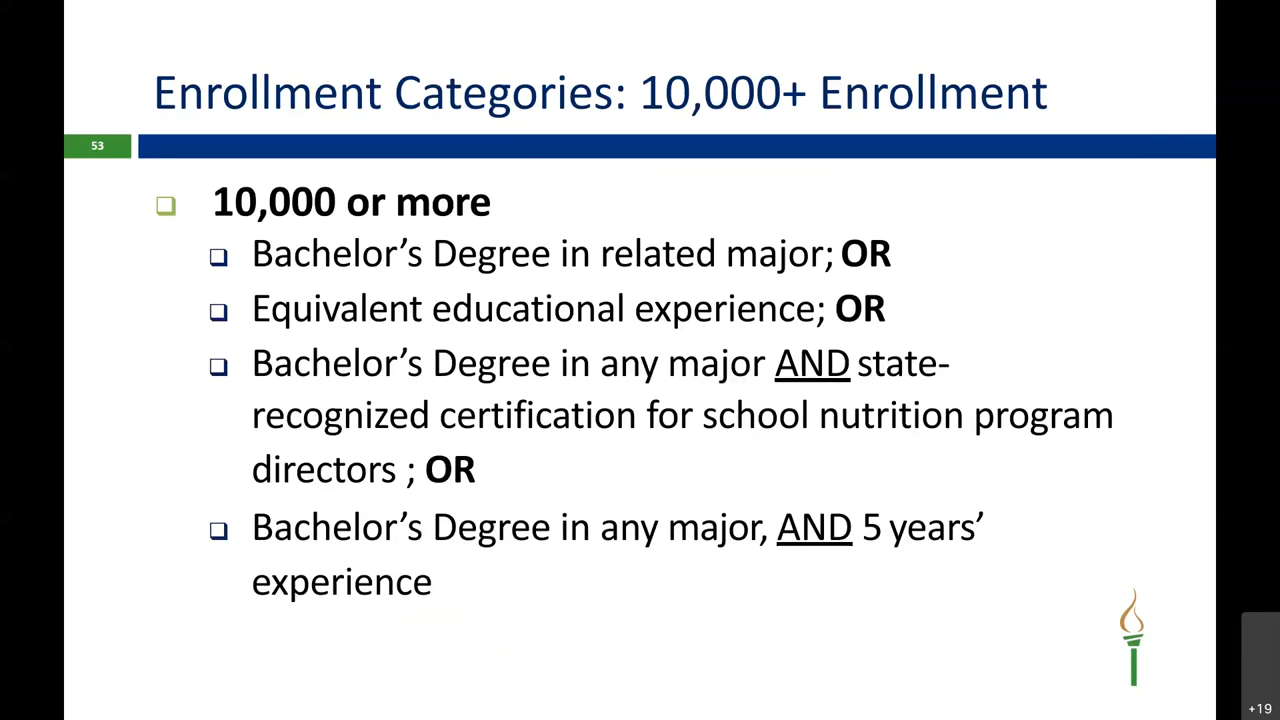 Enrollment Categories: 10,000+ Enrollment
53
10,000 or more
Bachelor’s Degree in related major; OR
Equivalent educational experience; OR
Bachelor’s Degree in any major AND state-
recognized certification for school nutrition program
directors ; OR
Bachelor’s Degree in any major, AND 5 years’
experience
+19